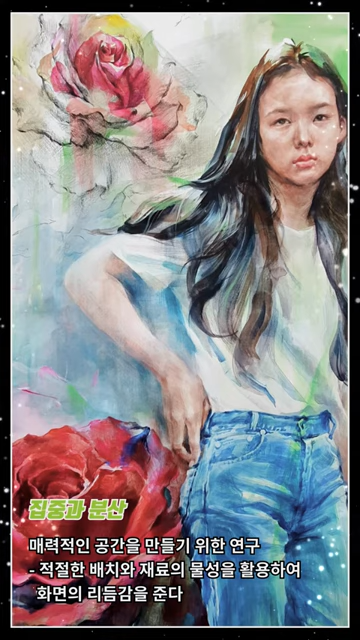 집중과 분산
매력적인 공간을 만들기 위한 연구
- 적절한 배치와 재료의 물성을 활용하여
화면의 리듬감을 준다